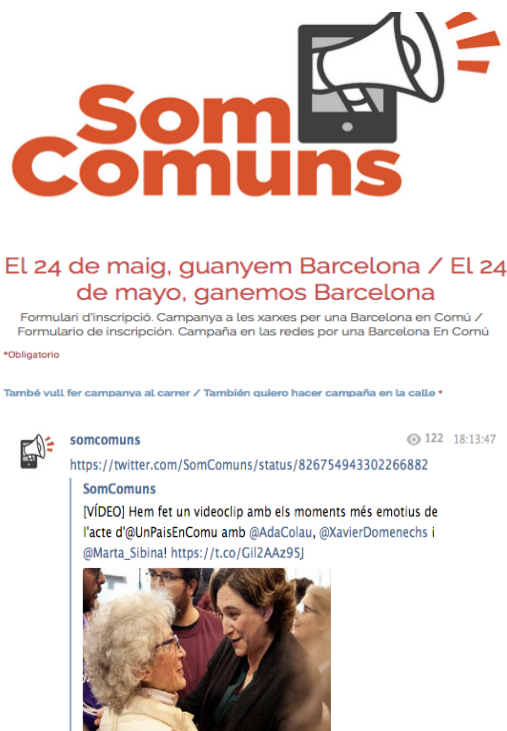 Som
Comuns
El 24 de maig, guanyem Barcelona / El 24
de mayo, ganemos Barcelona
Formulari d'inscripció. Campanya a les xarxes per una Barcelona en Comú /
Formulario de inscripción. Campaña en las redes por una Barcelona En Comú
*Obligatorio
També vull fer campanya al carrer / También quiero hacer campaña en la calle *
somcomuns 122 18:13:47
https://twitter.com/SomComuns/status/826754943302266882
SomComuns
[VÍDEO] Hem fet un videoclip amb els moments més emotius de
l'acte d'@UnPaisEnComu amb @AdaColau, @XavierDomenechs i
@Marta_Sibina! https://t.co/Gil2AAz95J